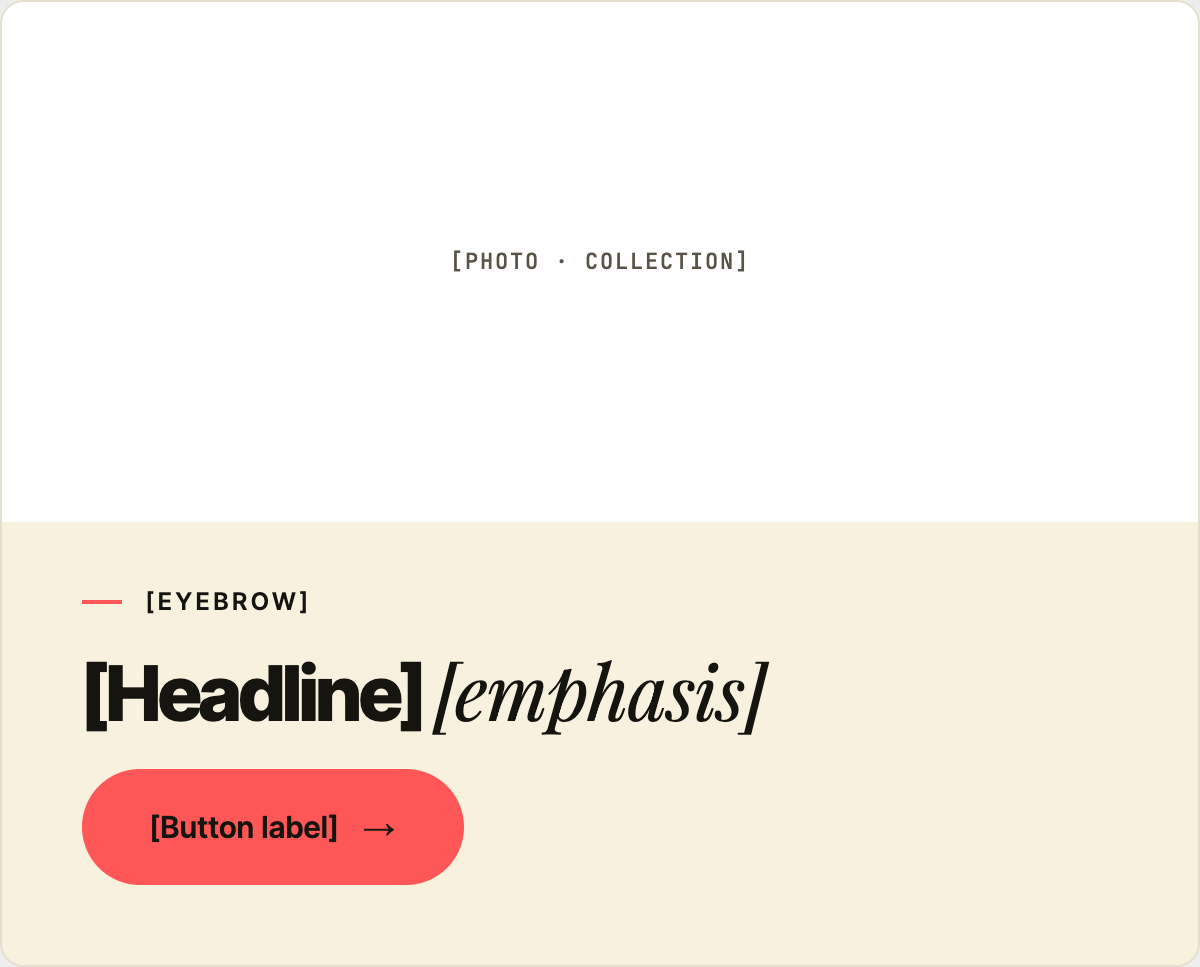 [PHOTO · COLLECTION]
[EYEBROW]
[Headline] [emphasis]
[Button label] →